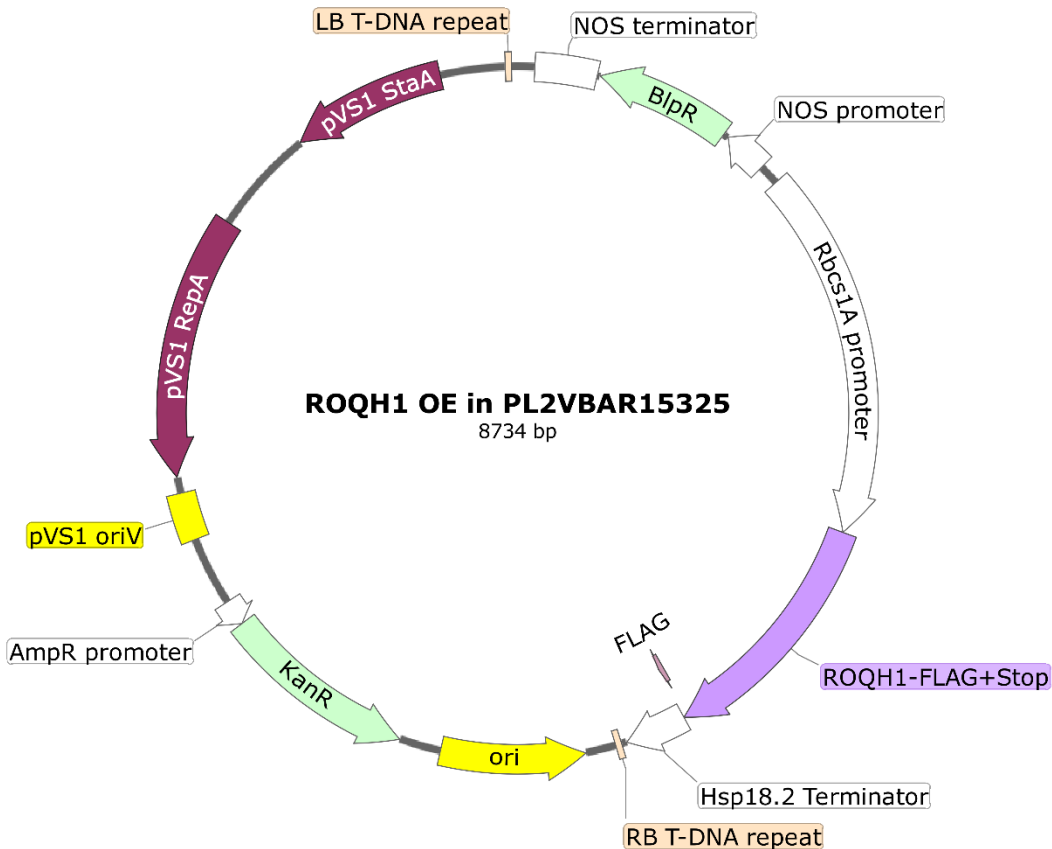 LB T-DNA repeat
NOS terminator
pVS1 StaA
BlpR
NOS promoter
Rbcs1A promoter
pVS1 RepA
ROQH1 OE in PL2VBAR15325
8734 bp
pVS1 oriV
FLAG
AmpR promoter
KanR
ROQH1-FLAG+Stop
ori
Hsp18.2 Terminator
RB T-DNA repeat